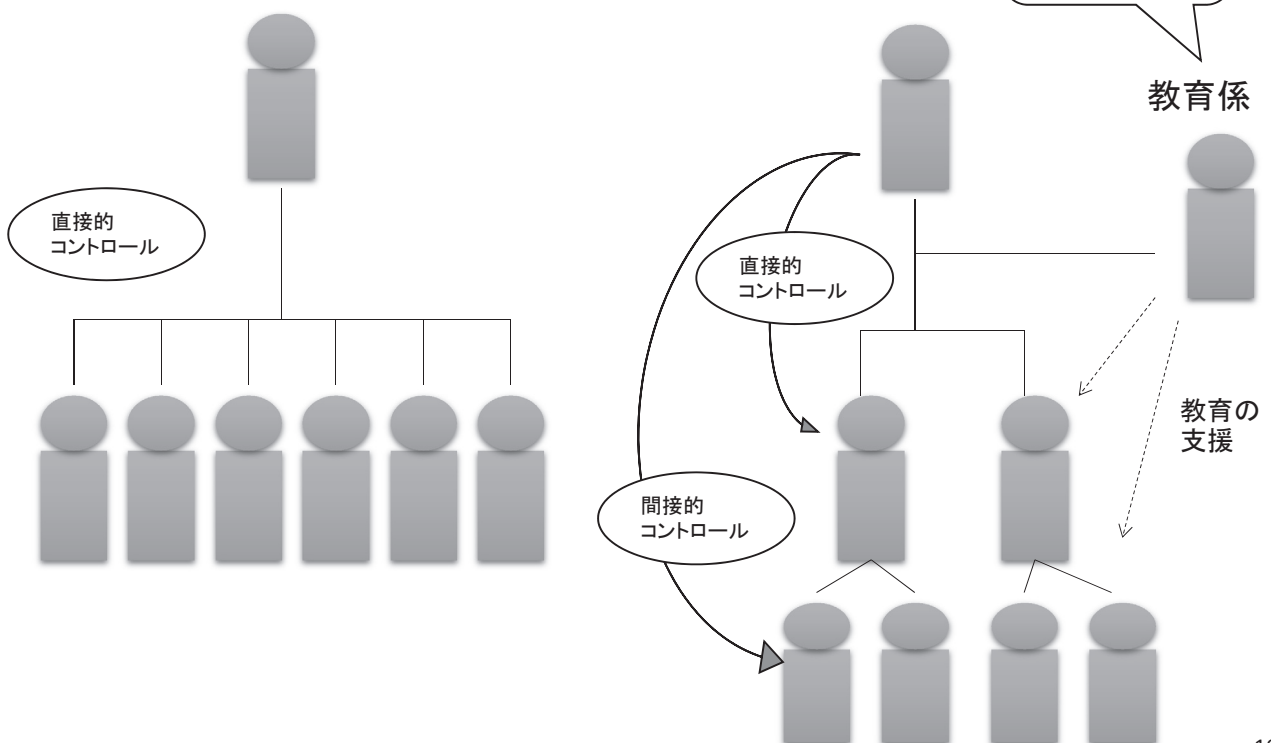 教育係
直接的
コントロール
直接的
コントロール
教育の
支援
間接的
コントロール